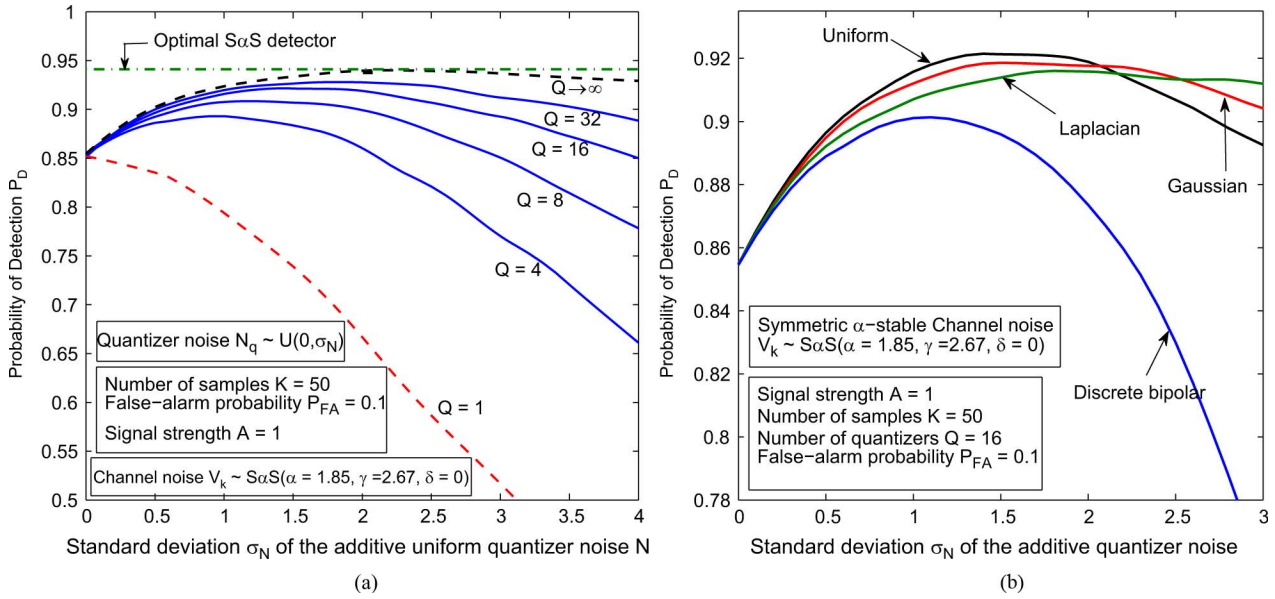 Optimal SαS detector
Q→∞
Q = 32
Q = 16
Q = 8
Q = 4
Q = 1
Quantizer noise N_q ~ U(0,σ_N)
Number of samples K = 50
False−alarm probability P_FA = 0.1
Signal strength A = 1
Channel noise V_k ~ SαS(α = 1.85, γ =2.67, δ = 0)
Probability of Detection P_D
1
0.95
0.9
0.85
0.8
0.75
0.7
0.65
0.6
0.55
0.5
0 0.5 1 1.5 2 2.5 3 3.5 4
Standard deviation σ_N of the additive uniform quantizer noise N
(a)
Uniform
Laplacian
Gaussian
Discrete bipolar
Symmetric α−stable Channel noise
V_k ~ SαS(α = 1.85, γ =2.67, δ = 0)
Signal strength A = 1
Number of samples K = 50
Number of quantizers Q = 16
False−alarm probability P_FA = 0.1
Probability of Detection P_D
0.92
0.9
0.88
0.86
0.84
0.82
0.8
0.78
0 0.5 1 1.5 2 2.5 3
Standard deviation σ_N of the additive quantizer noise
(b)